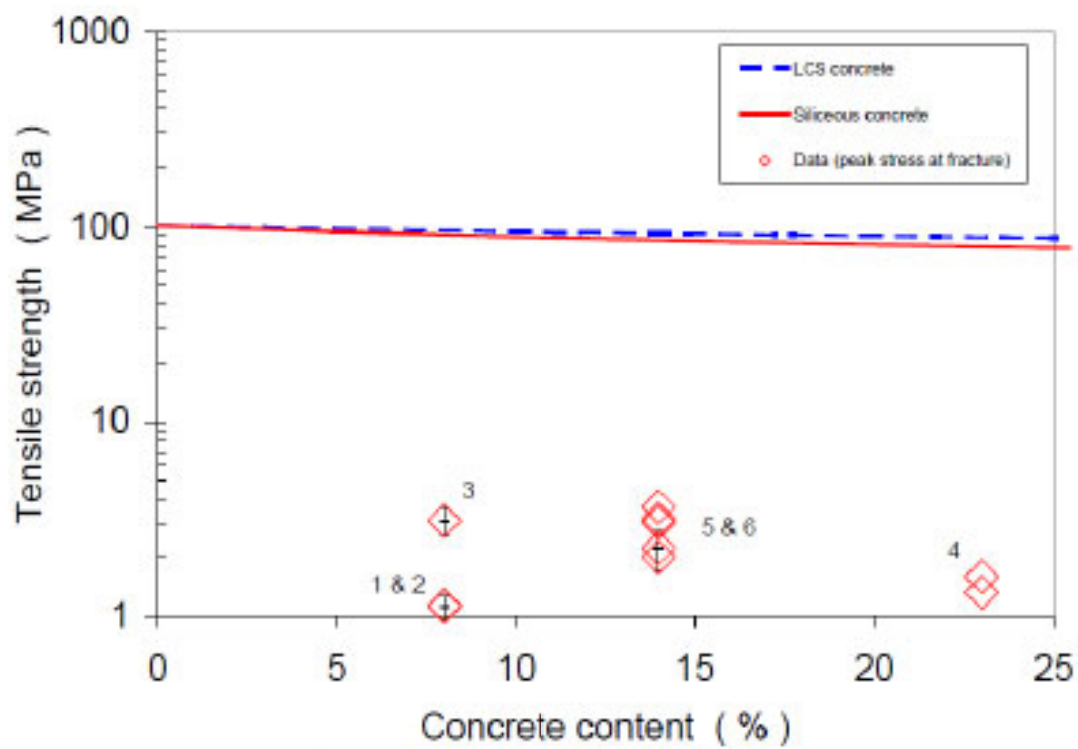 1000
100
10
1
Tensile strength ( MPa )
LCS concrete
Siliceous concrete
Data (peak stress at fracture)
3
5 & 6
4
1 & 2
0 5 10 15 20 25
Concrete content ( % )